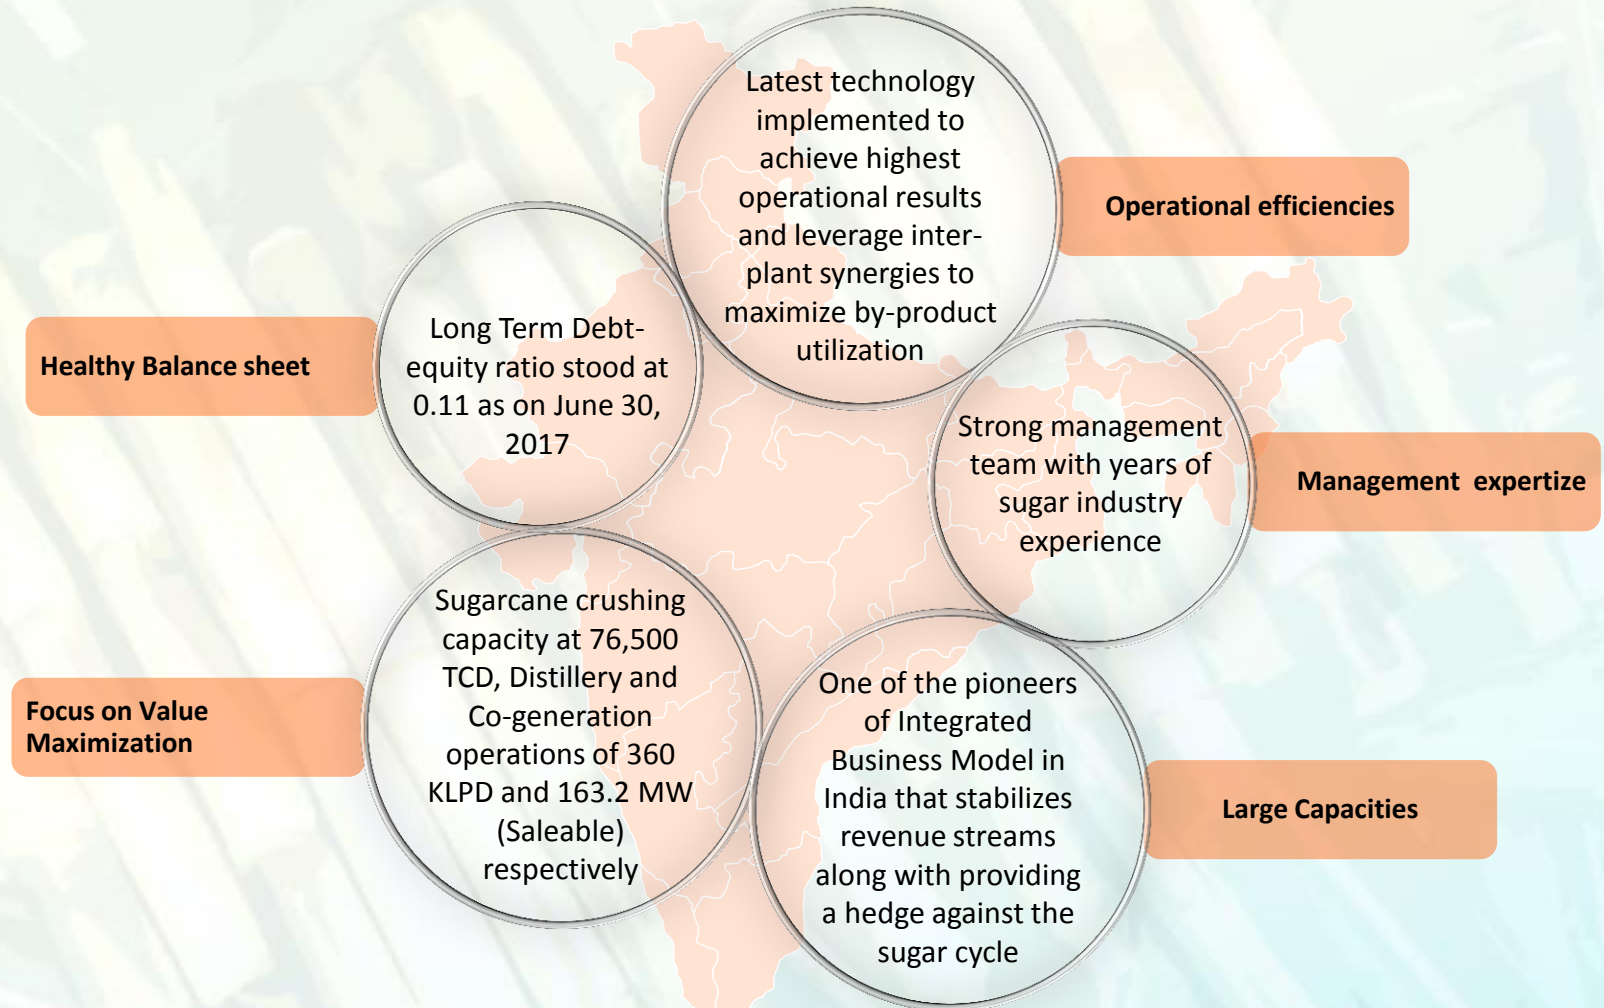 Latest technology
implemented to
achieve highest
operational results
and leverage inter-
plant synergies to
maximize by-product
utilization
Operational efficiencies
Healthy Balance sheet
Long Term Debt-
equity ratio stood at
0.11 as on June 30,
2017
Strong management
team with years of
sugar industry
experience
Management  expertize
Focus on Value
Maximization
Sugarcane crushing
capacity at 76,500
TCD, Distillery and
Co-generation
operations of 360
KLPD and 163.2 MW
(Saleable)
respectively
One of the pioneers
of Integrated
Business Model in
India that stabilizes
revenue streams
along with providing
a hedge against the
sugar cycle
Large Capacities